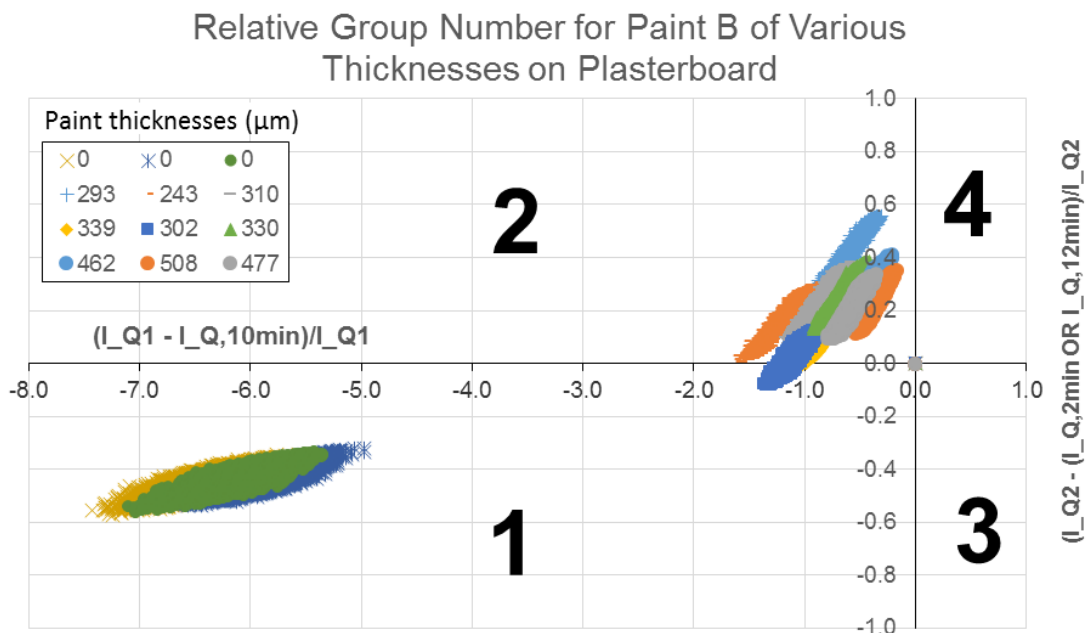 Relative Group Number for Paint B of Various
Thicknesses on Plasterboard
Paint thicknesses (μm)
0 0 0
293 243 310
339 302 330
462 508 477
2
4
1
3
(I_Q1 - I_Q,10min)/I_Q1
(I_Q2 - (I_Q,2min OR I_Q,12min)/I_Q2
1.0
0.8
0.6
0.4
0.2
0.0
-0.2
-0.4
-0.6
-0.8
-1.0
-8.0 -7.0 -6.0 -5.0 -4.0 -3.0 -2.0 -1.0 0.0 1.0